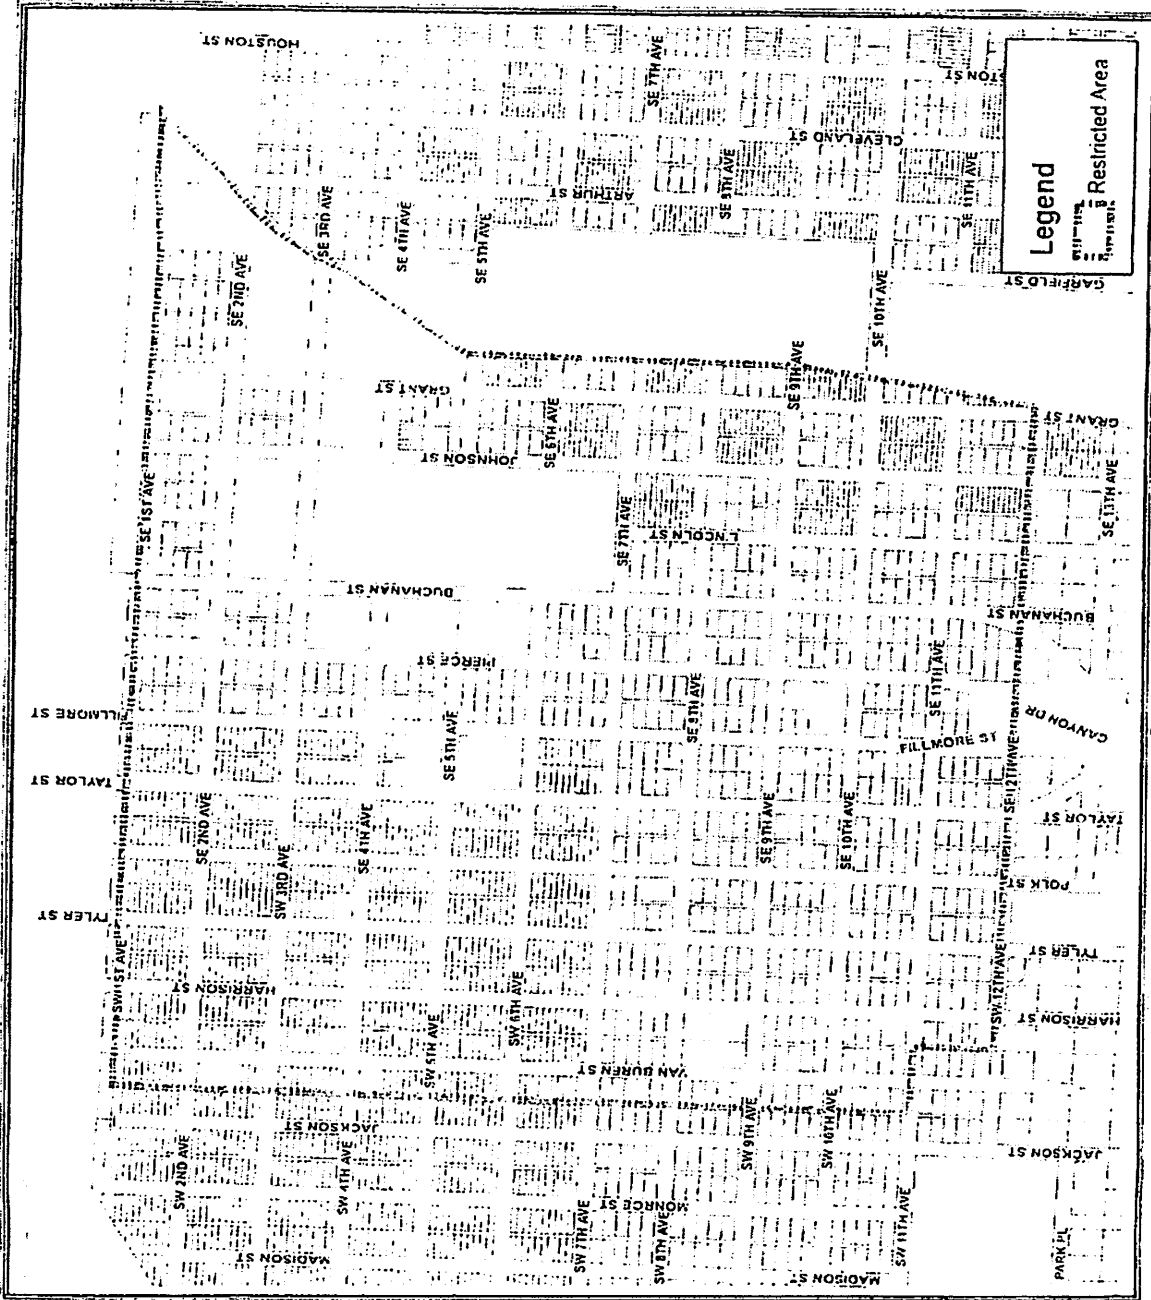 HOUSTON ST
SE 7TH AVE
CLEVELAND ST
Legend
Restricted Area
ARTHUR ST
SE 3RD AVE
SE 4TH AVE
SE 5TH AVE
SE 11TH AVE
GARFIELD ST
SE 2ND AVE
SE 10TH AVE
GRANT ST
SE 9TH AVE
GRANT ST
SE 1ST AVE
JOHNSON ST
SE 6TH AVE
SE 13TH AVE
SE 7TH AVE
LINCOLN ST
BUCHANAN ST
BUCHANAN ST
PIERCE ST
SE 11TH AVE
FILLMORE ST
CANYON DR
FILLMORE ST
SE 5TH AVE
TAYLOR ST
SE 12TH AVE
SE 2ND AVE
SE 4TH AVE
SE 9TH AVE
SE 10TH AVE
TAYLOR ST
SW 3RD AVE
POLK ST
TYLER ST
SW 1ST AVE
HARRISON ST
SW 6TH AVE
SW 12TH AVE
TYLER ST
HARRISON ST
SW 5TH AVE
VAN BUREN ST
JACKSON ST
SW 9TH AVE
SW 10TH AVE
SW 2ND AVE
SW 4TH AVE
JACKSON ST
MONROE ST
MADISON ST
SW 7TH AVE
SW 8TH AVE
SW 11TH AVE
MADISON ST
PARK PL